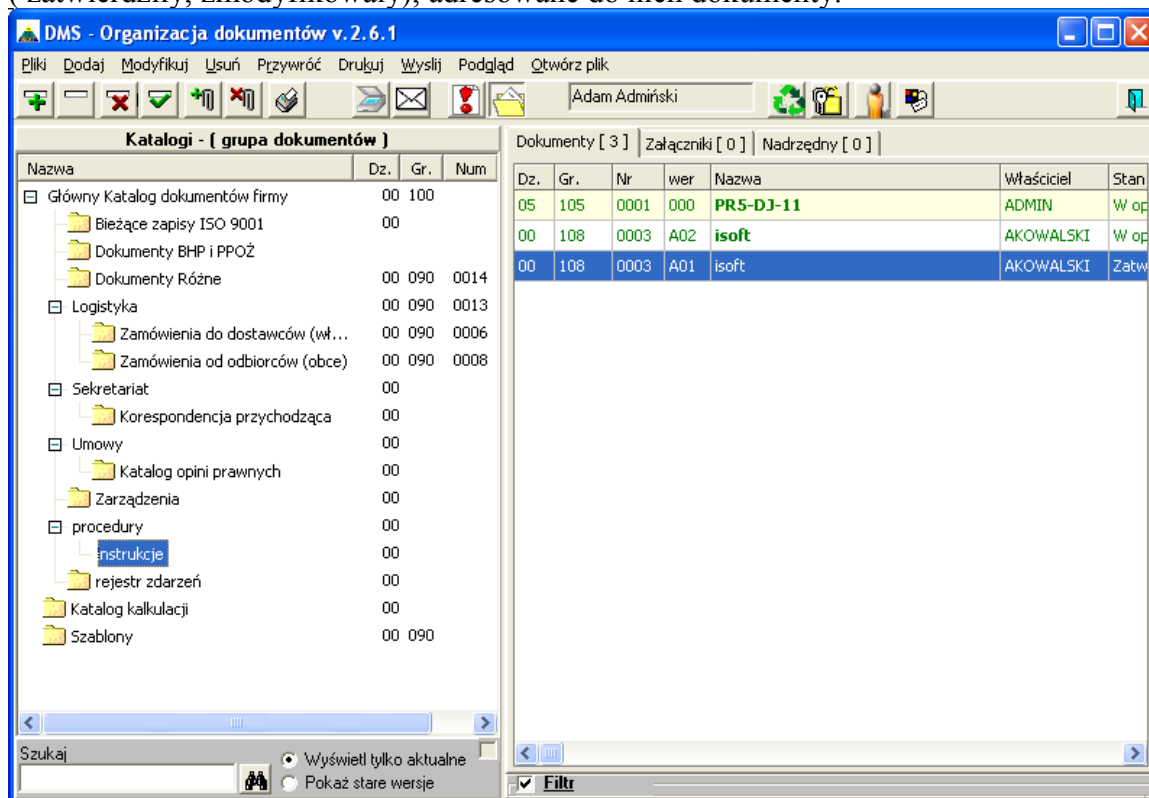 ( zatwierdzny, zmodyfikowały), adresowane do nich dokumenty.
DMS - Organizacja dokumentów v.2.6.1
Pliki Dodaj Modyfikuj Usuń Przywróć Drukuj Wyslij Podgląd Otwórz plik
Adam Admiński
Katalogi - ( grupa dokumentów )
Nazwa Dz. Gr. Num
Główny Katalog dokumentów firmy 00 100
Bieżące zapisy ISO 9001 00
Dokumenty BHP i PPOŻ
Dokumenty Różne 00 090 0014
Logistyka 00 090 0013
Zamówienia do dostawców (wł... 00 090 0006
Zamówienia od odbiorców (obce) 00 090 0008
Sekretariat 00
Korespondencja przychodząca 00
Umowy 00
Katalog opini prawnych 00
Zarządzenia 00
procedury 00
nstrukcje 00
rejestr zdarzeń 00
Katalog kalkulacji 00
Szablony 00 090
Szukaj
Wyświetl tylko aktualne
Pokaż stare wersje
Dokumenty [ 3 ] Załączniki [ 0 ] Nadrzędny [ 0 ]
Dz. Gr. Nr wer Nazwa Właściciel Stan
05 105 0001 000 PR5-DJ-11 ADMIN W op
00 108 0003 A02 isoft AKOWALSKI W op
00 108 0003 A01 isoft AKOWALSKI Zatw
Filtr